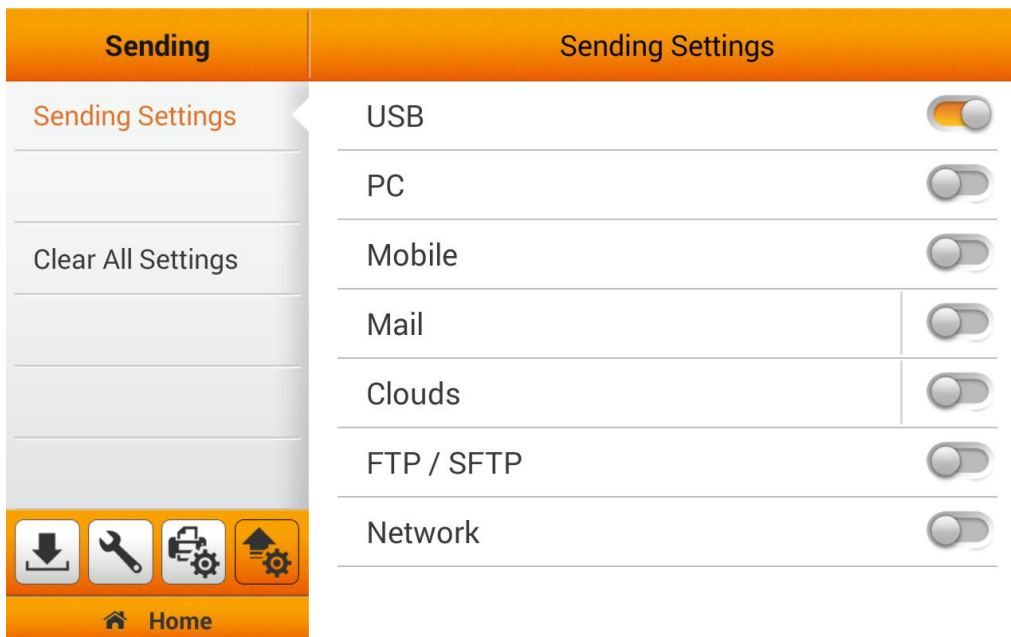 Sending
Sending Settings
Sending Settings
Clear All Settings
USB
PC
Mobile
Mail
Clouds
FTP / SFTP
Network
Home